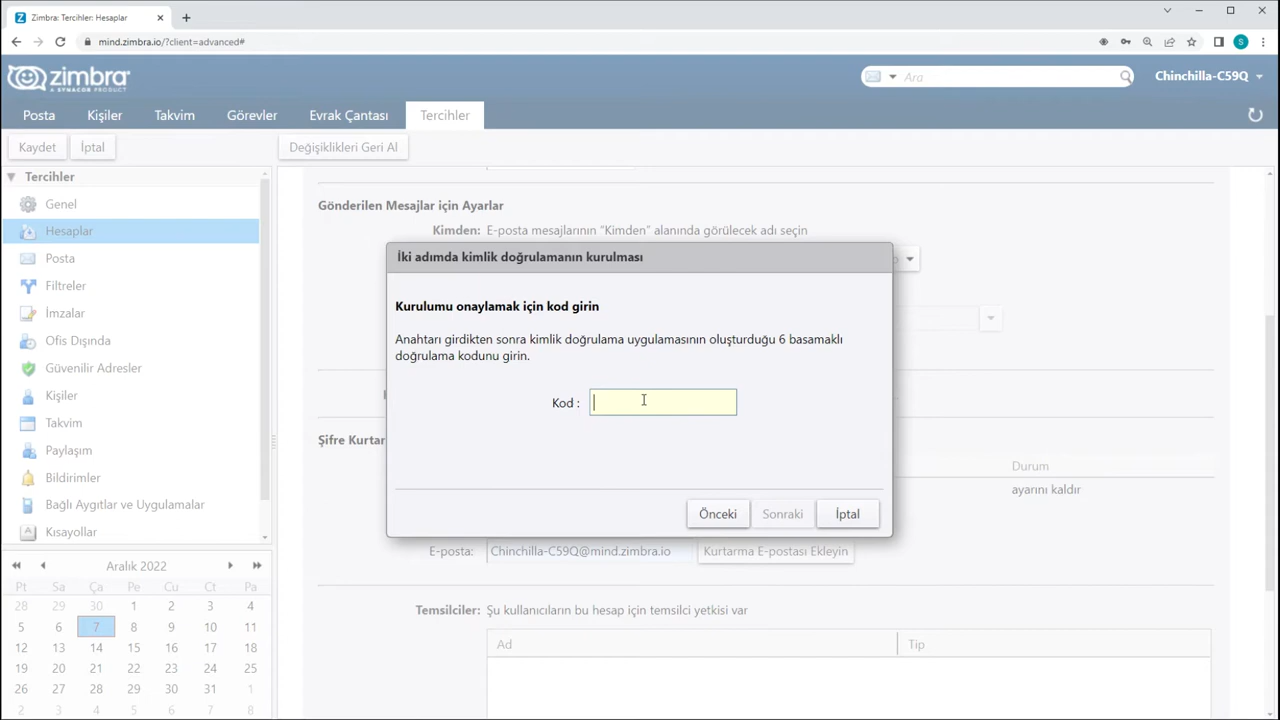 Zimbra: Tercihler: Hesaplar
mind.zimbra.io/?client=advanced#
S
zimbra
A SYNACOR PRODUCT
Ara
Chinchilla-C59Q
Posta
Kişiler
Takvim
Görevler
Evrak Çantası
Tercihler
Kaydet
İptal
Değişiklikleri Geri Al
Tercihler
Genel
Hesaplar
Posta
Filtreler
İmzalar
Ofis Dışında
Güvenilir Adresler
Kişiler
Takvim
Paylaşım
Bildirimler
Bağlı Aygıtlar ve Uygulamalar
Kısayollar
Aralık 2022
Pt Sa Ça Pe Cu Ct Pa
28 29 30 1 2 3 4
5 6 7 8 9 10 11
12 13 14 15 16 17 18
19 20 21 22 23 24 25
26 27 28 29 30 31 1
2 3 4 5 6 7 8
Gönderilen Mesajlar için Ayarlar
Kimden: E-posta mesajlarının "Kimden" alanında görülecek adı seçin
İki adımda kimlik doğrulamanın kurulması
Kurulumu onaylamak için kod girin
Anahtarı girdikten sonra kimlik doğrulama uygulamasının oluşturduğu 6 basamaklı
doğrulama kodunu girin.
Kod :
Önceki
Sonraki
İptal
Şifre Kurtar
Durum
ayarını kaldır
E-posta: Chinchilla-C59Q@mind.zimbra.io
Kurtarma E-postası Ekleyin
Temsilciler: Şu kullanıcıların bu hesap için temsilci yetkisi var
Ad
Tip